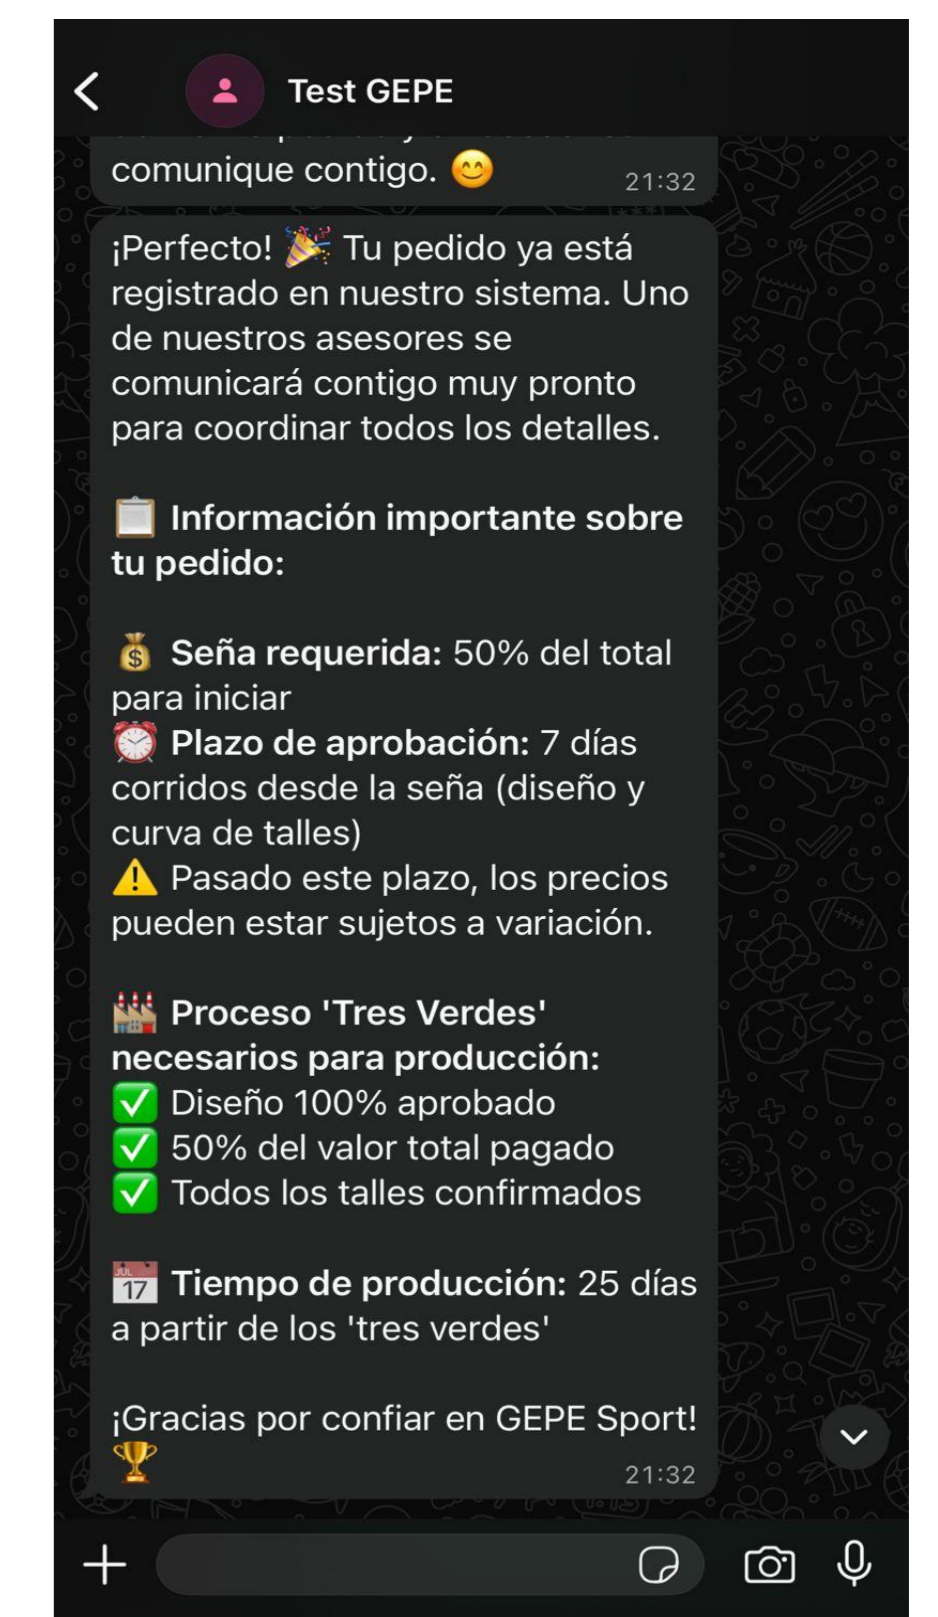 Test GEPE
comunique contigo. 😊
21:32
¡Perfecto! 🎉 Tu pedido ya está
registrado en nuestro sistema. Uno
de nuestros asesores se
comunicará contigo muy pronto
para coordinar todos los detalles.
📋 Información importante sobre
tu pedido:
💰 Seña requerida: 50% del total
para iniciar
⏰ Plazo de aprobación: 7 días
corridos desde la seña (diseño y
curva de talles)
⚠️ Pasado este plazo, los precios
pueden estar sujetos a variación.
🏭 Proceso 'Tres Verdes'
necesarios para producción:
✅ Diseño 100% aprobado
✅ 50% del valor total pagado
✅ Todos los talles confirmados
📅 Tiempo de producción: 25 días
a partir de los 'tres verdes'
¡Gracias por confiar en GEPE Sport!
🏆
21:32